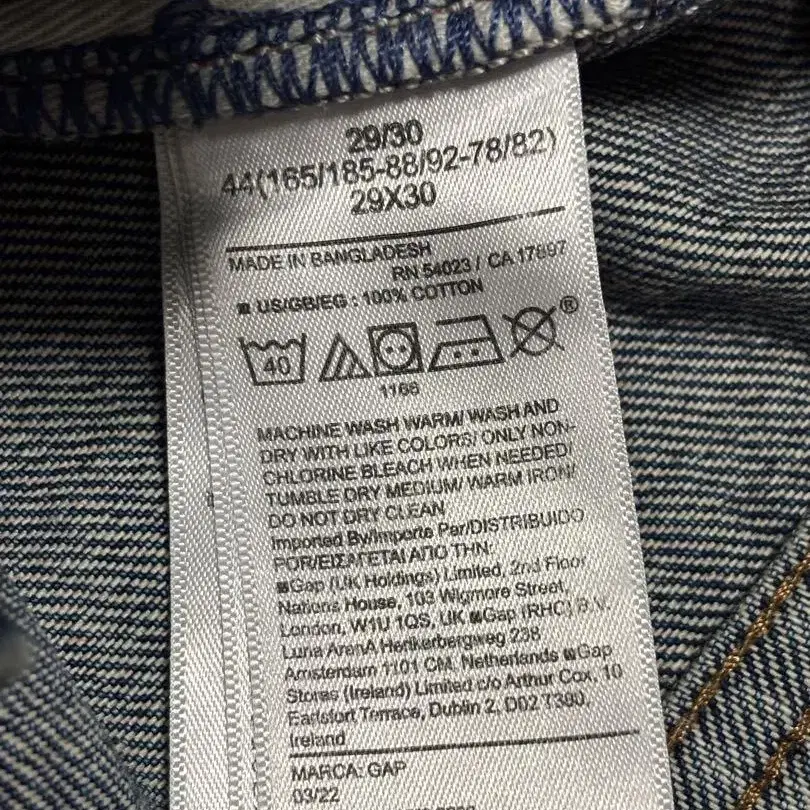 29/30
44(165/185-88/92-78/82)
29X30
MADE IN BANGLADESH
RN 54023 / CA 17897
US/GB/EG : 100% COTTON
40
®
1166
MACHINE WASH WARM/ WASH AND
DRY WITH LIKE COLORS/ ONLY NON-
CHLORINE BLEACH WHEN NEEDED/
TUMBLE DRY MEDIUM/ WARM IRON/
DO NOT DRY CLEAN
Imported By/Importe Par/DISTRIBUIDO
POR/ΕΙΣΑΓΕΤΑΙ ΑΠΟ ΤΗΝ:
Gap (UK Holdings) Limited, 2nd Floor
Nations House, 103 Wigmore Street
London, W1U 1QS, UK Gap (RHC) B.V.
Luna ArenA Herikerbergweg 238
Amsterdam 1101 CM, Netherlands Gap
Stores (Ireland) Limited c/o Arthur Cox, 10
Earlsfort Terrace, Dublin 2, D02 T380,
Ireland
MARCA: GAP
03/22